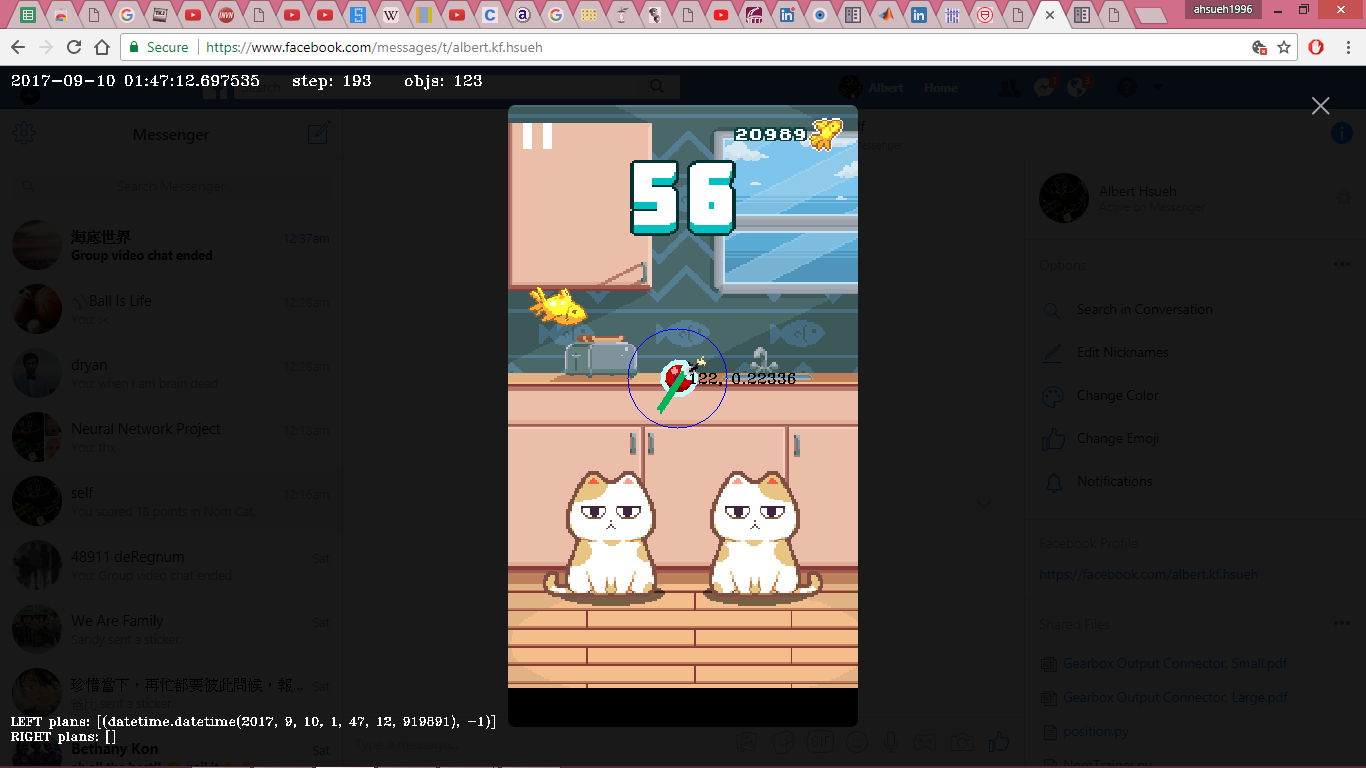 ahsueh1996
Secure
https://www.facebook.com/messages/t/albert.kf.hsueh
2017-09-10 01:47:12.697535 step: 193 objs: 123
Albert
Home
Messenger
Search Messenger
海底世界
12:37am
Group video chat ended
Ball Is Life
12:28am
dryan
12:28am
You: when I am brain dead
Neural Network Project
12:18am
You: thx
self
12:16am
You scored 18 points in Nom Cat.
48911 deRegnum
Sat
You: Group video chat ended
We Are Family
Sat
Sandy sent a sticker.
珍惜當下，再忙都要彼此問候，報...
Sat
LEFT plans: [(datetime.datetime(2017, 9, 10, 1, 47, 12, 919891), -1)]
RIGHT plans: []
Bethany Kon
Sat
20989
56
122, 0.22336
Type a message...
GIF
Albert Hsueh
Active on Messenger
Options
Search in Conversation
Edit Nicknames
Change Color
Change Emoji
Notifications
Facebook Profile
https://facebook.com/albert.kf.hsueh
Shared Files
Gearbox Output Connector, Small.pdf
Gearbox Output Connector, Large.pdf
position.py
NomTrainer.py